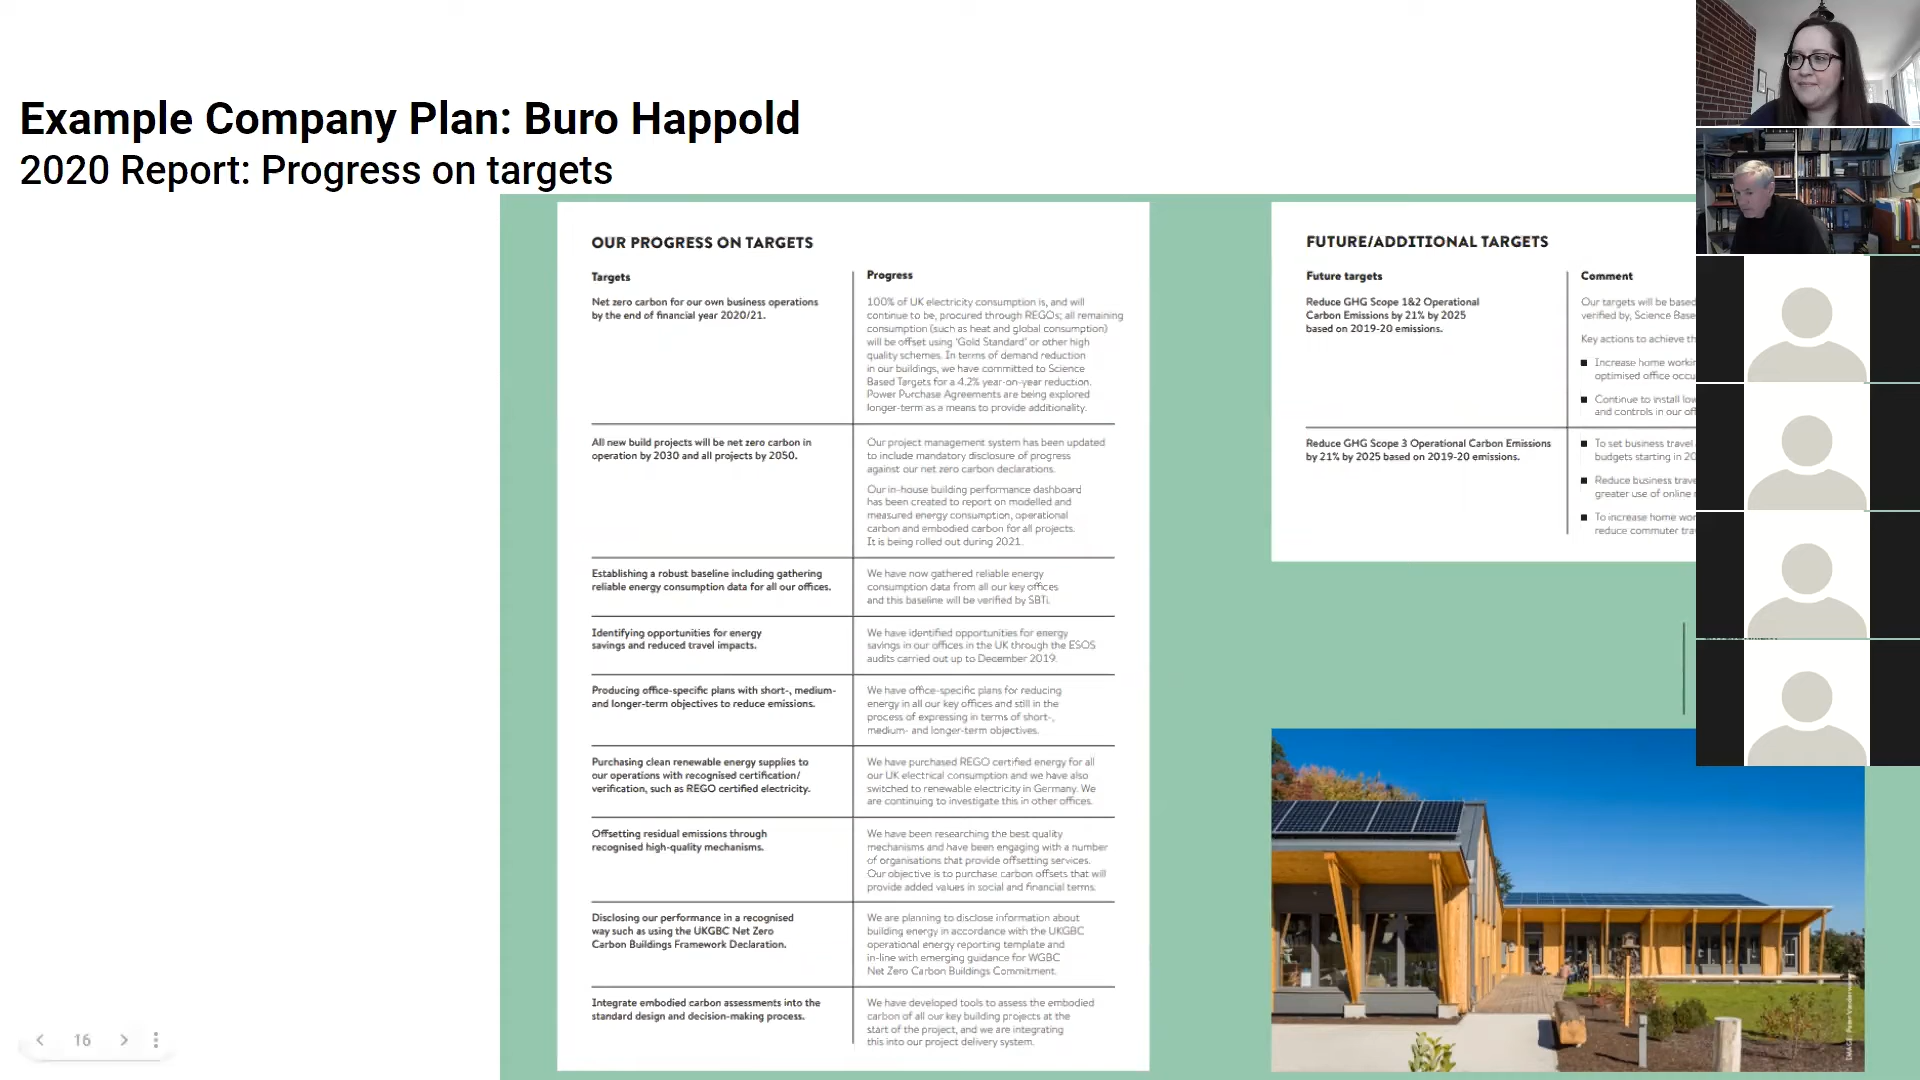 Example Company Plan: Buro Happold
2020 Report: Progress on targets
OUR PROGRESS ON TARGETS
Targets
Progress
Net zero carbon for our own business operations
by the end of financial year 2020/21.
100% of UK electricity consumption is, and will
continue to be, procured through REGOs; all remaining
consumption (such as heat and global consumption)
will be offset using 'Gold Standard' or other high
quality schemes. In terms of demand reduction
in our buildings, we have committed to Science
Based Targets for a 4.2% year-on-year reduction.
Power Purchase Agreements are being explored
longer-term as a means to provide additionality.
All new build projects will be net zero carbon in
operation by 2030 and all projects by 2050.
Our project management system has been updated
to include mandatory disclosure of progress
against our net zero carbon declarations.
Our in-house building performance dashboard
has been created to report on modelled and
measured energy consumption, operational
carbon and embodied carbon for all projects.
It is being rolled out during 2021.
Establishing a robust baseline including gathering
reliable energy consumption data for all our offices.
We have now gathered reliable energy
consumption data from all our key offices
and this baseline will be verified by SBTi.
Identifying opportunities for energy
savings and reduced travel impacts.
We have identified opportunities for energy
savings in our offices in the UK through the ESOS
audits carried out up to December 2019.
Producing office-specific plans with short-, medium-
and longer-term objectives to reduce emissions.
We have office-specific plans for reducing
energy in all our key offices and still in the
process of expressing in terms of short-,
medium- and longer-term objectives.
Purchasing clean renewable energy supplies to
our operations with recognised certification/
verification, such as REGO certified electricity.
We have purchased REGO certified energy for all
our UK electrical consumption and we have also
switched to renewable electricity in Germany. We
are continuing to investigate this in other offices.
Offsetting residual emissions through
recognised high-quality mechanisms.
We have been researching the best quality
mechanisms and have been engaging with a number
of organisations that provide offsetting services.
Our objective is to purchase carbon offsets that will
provide added values in social and financial terms.
Disclosing our performance in a recognised
way such as using the UKGBC Net Zero
Carbon Buildings Framework Declaration.
We are planning to disclose information about
building energy in accordance with the UKGBC
operational energy reporting template and
in-line with emerging guidance for WGBC
Net Zero Carbon Buildings Commitment.
Integrate embodied carbon assessments into the
standard design and decision-making process.
We have developed tools to assess the embodied
carbon of all our key building projects at the
start of the project, and we are integrating
this into our project delivery system.
FUTURE/ADDITIONAL TARGETS
Future targets
Comment
Reduce GHG Scope 1&2 Operational
Carbon Emissions by 21% by 2025
based on 2019-20 emissions.
Our targets will be based
verified by, Science Base
Key actions to achieve th
Increase home workin
optimised office occu
Continue to install low
and controls in our off
Reduce GHG Scope 3 Operational Carbon Emissions
by 21% by 2025 based on 2019-20 emissions.
To set business travel
budgets starting in 20
Reduce business trave
greater use of online
To increase home wor
reduce commuter tra
16